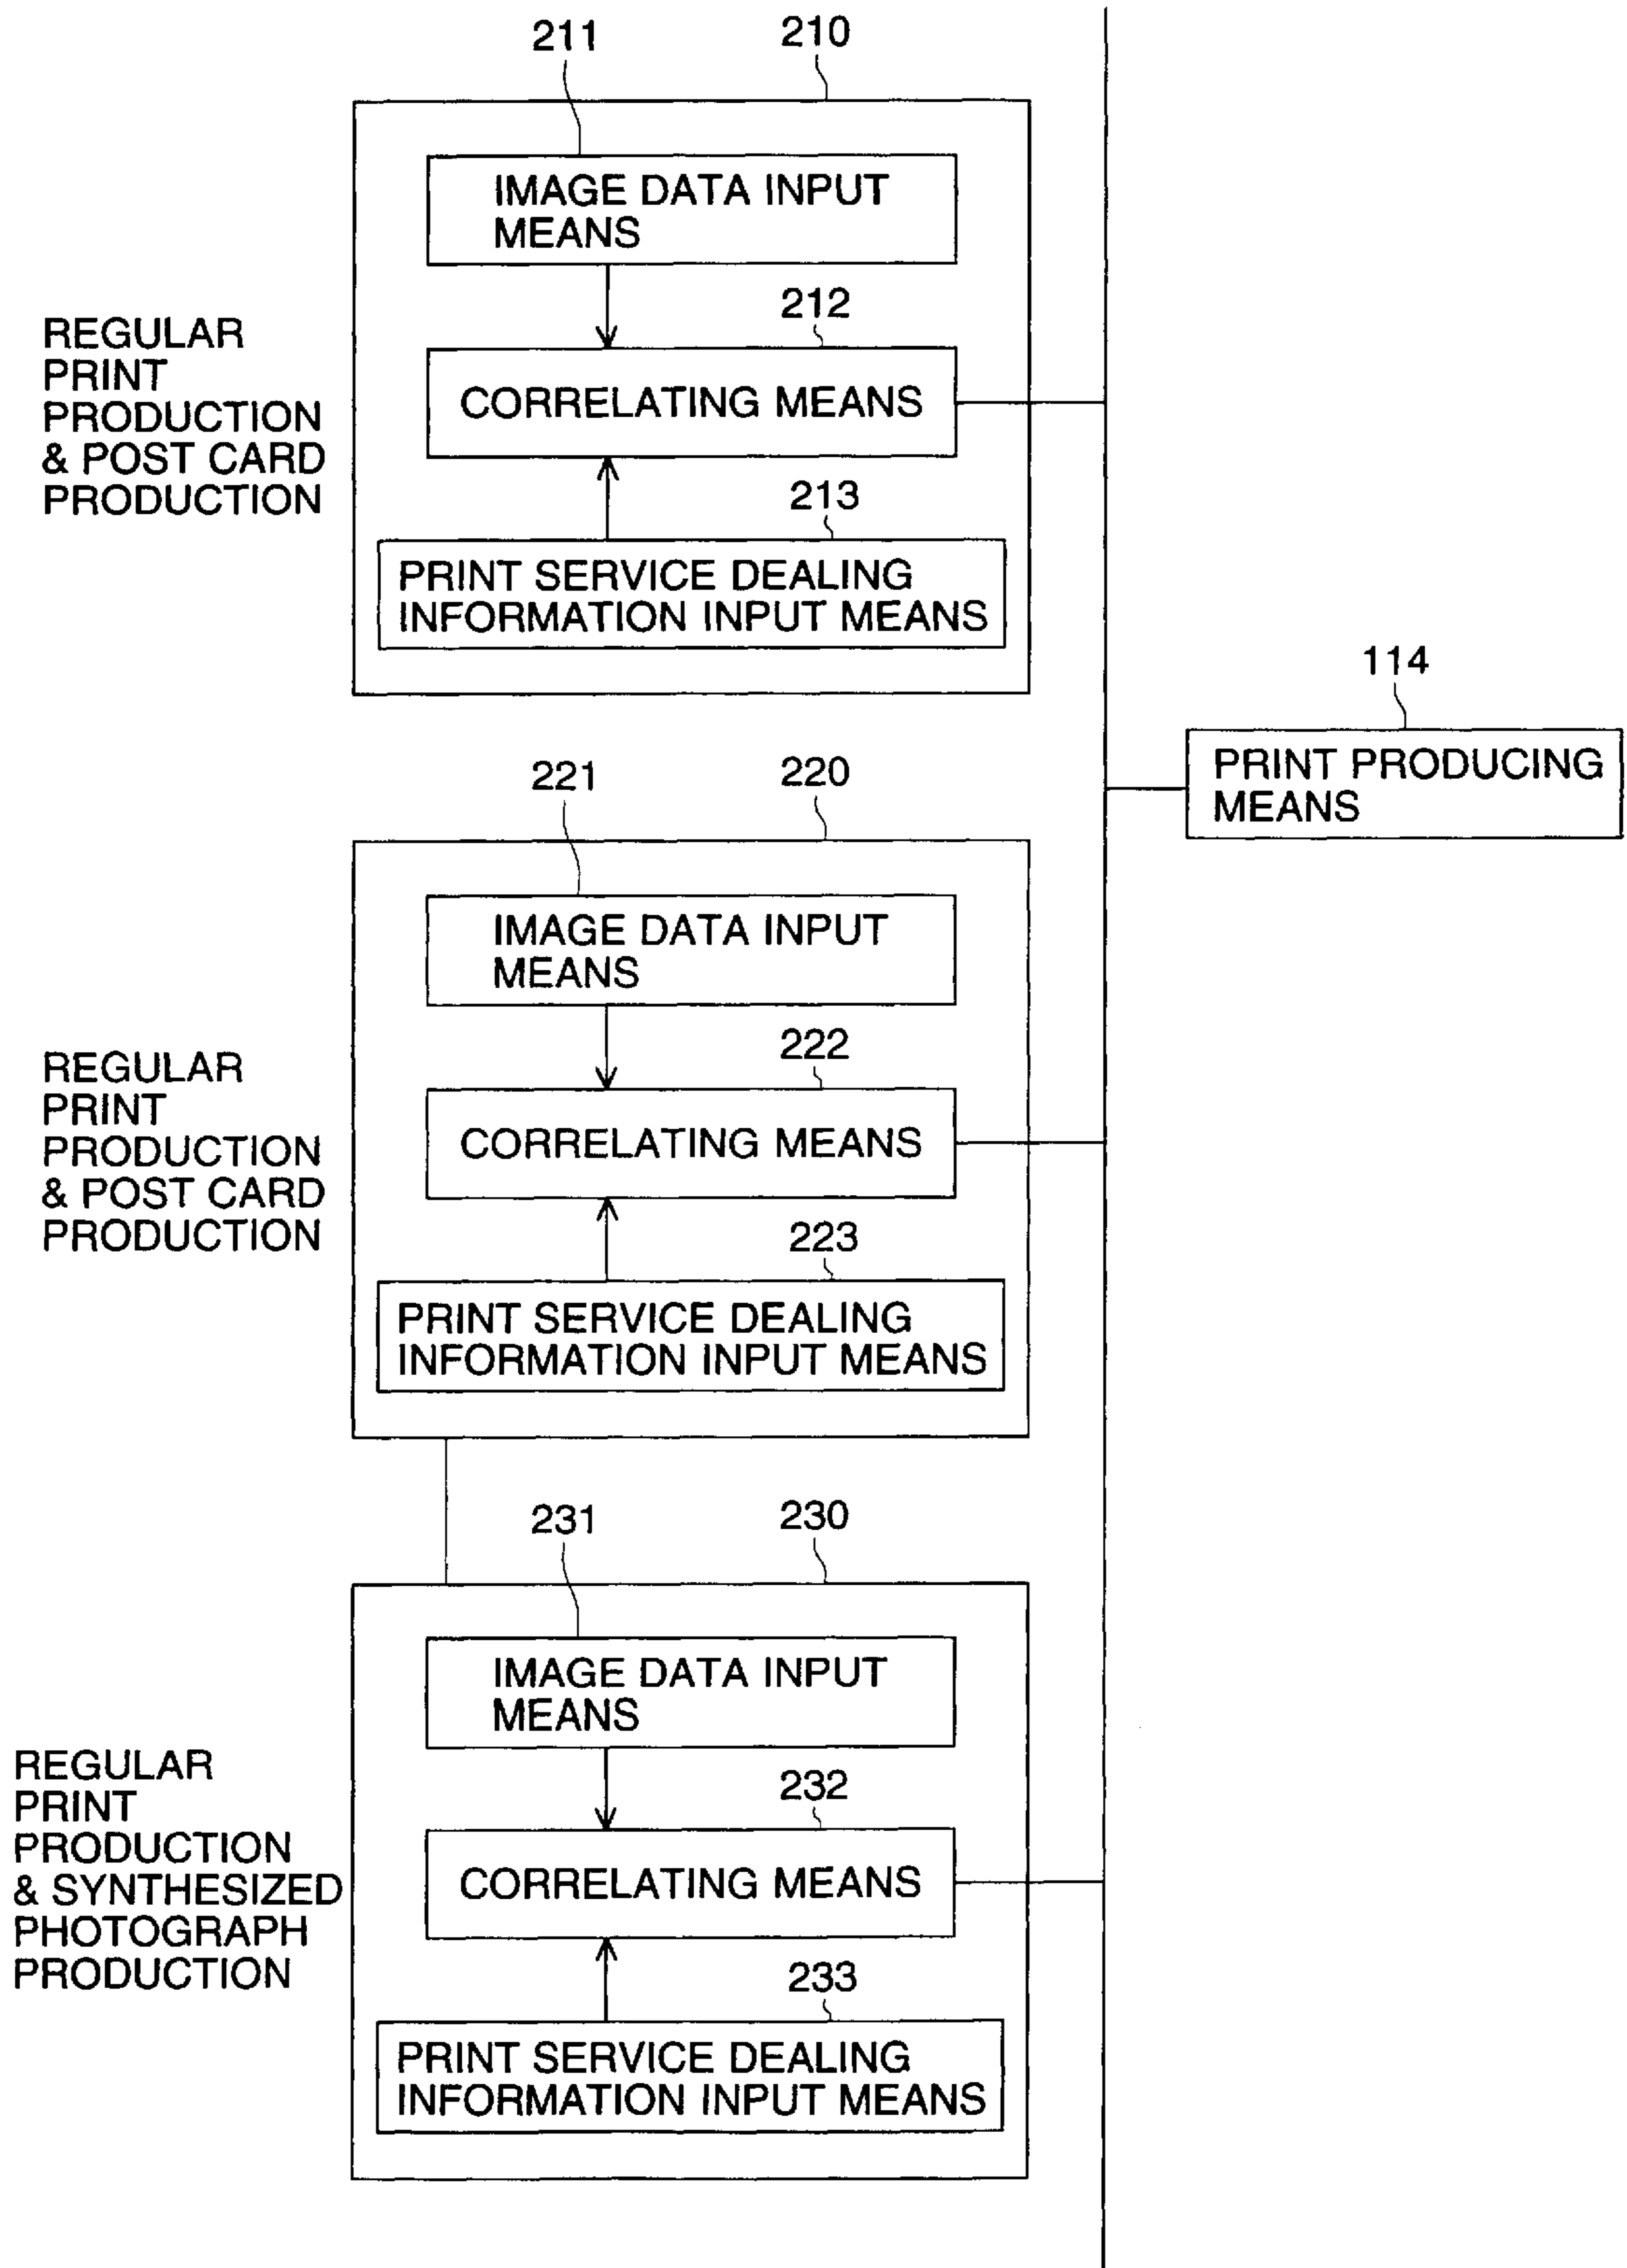 211
210
IMAGE DATA INPUT
MEANS
212
CORRELATING MEANS
213
PRINT SERVICE DEALING
INFORMATION INPUT MEANS
REGULAR
PRINT
PRODUCTION
& POST CARD
PRODUCTION
114
PRINT PRODUCING
MEANS
221
220
IMAGE DATA INPUT
MEANS
222
CORRELATING MEANS
223
PRINT SERVICE DEALING
INFORMATION INPUT MEANS
REGULAR
PRINT
PRODUCTION
& POST CARD
PRODUCTION
231
230
IMAGE DATA INPUT
MEANS
232
CORRELATING MEANS
233
PRINT SERVICE DEALING
INFORMATION INPUT MEANS
REGULAR
PRINT
PRODUCTION
& SYNTHESIZED
PHOTOGRAPH
PRODUCTION